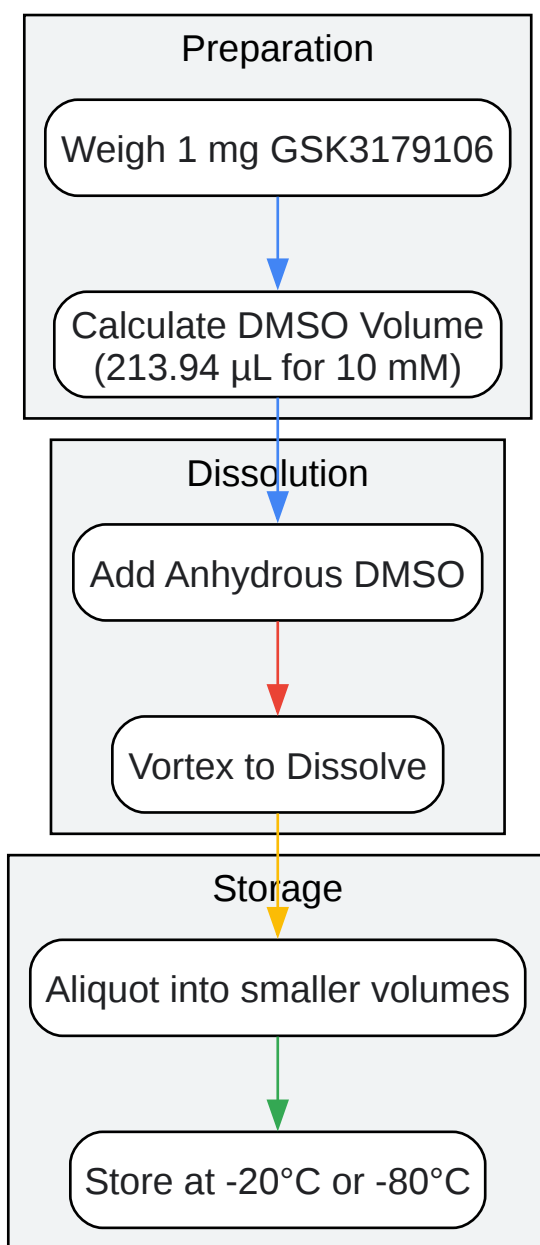 Preparation
Weigh 1 mg GSK3179106
Calculate DMSO Volume
(213.94 µL for 10 mM)
Dissolution
Add Anhydrous DMSO
Vortex to Dissolve
Storage
Aliquot into smaller volumes
Store at -20°C or -80°C